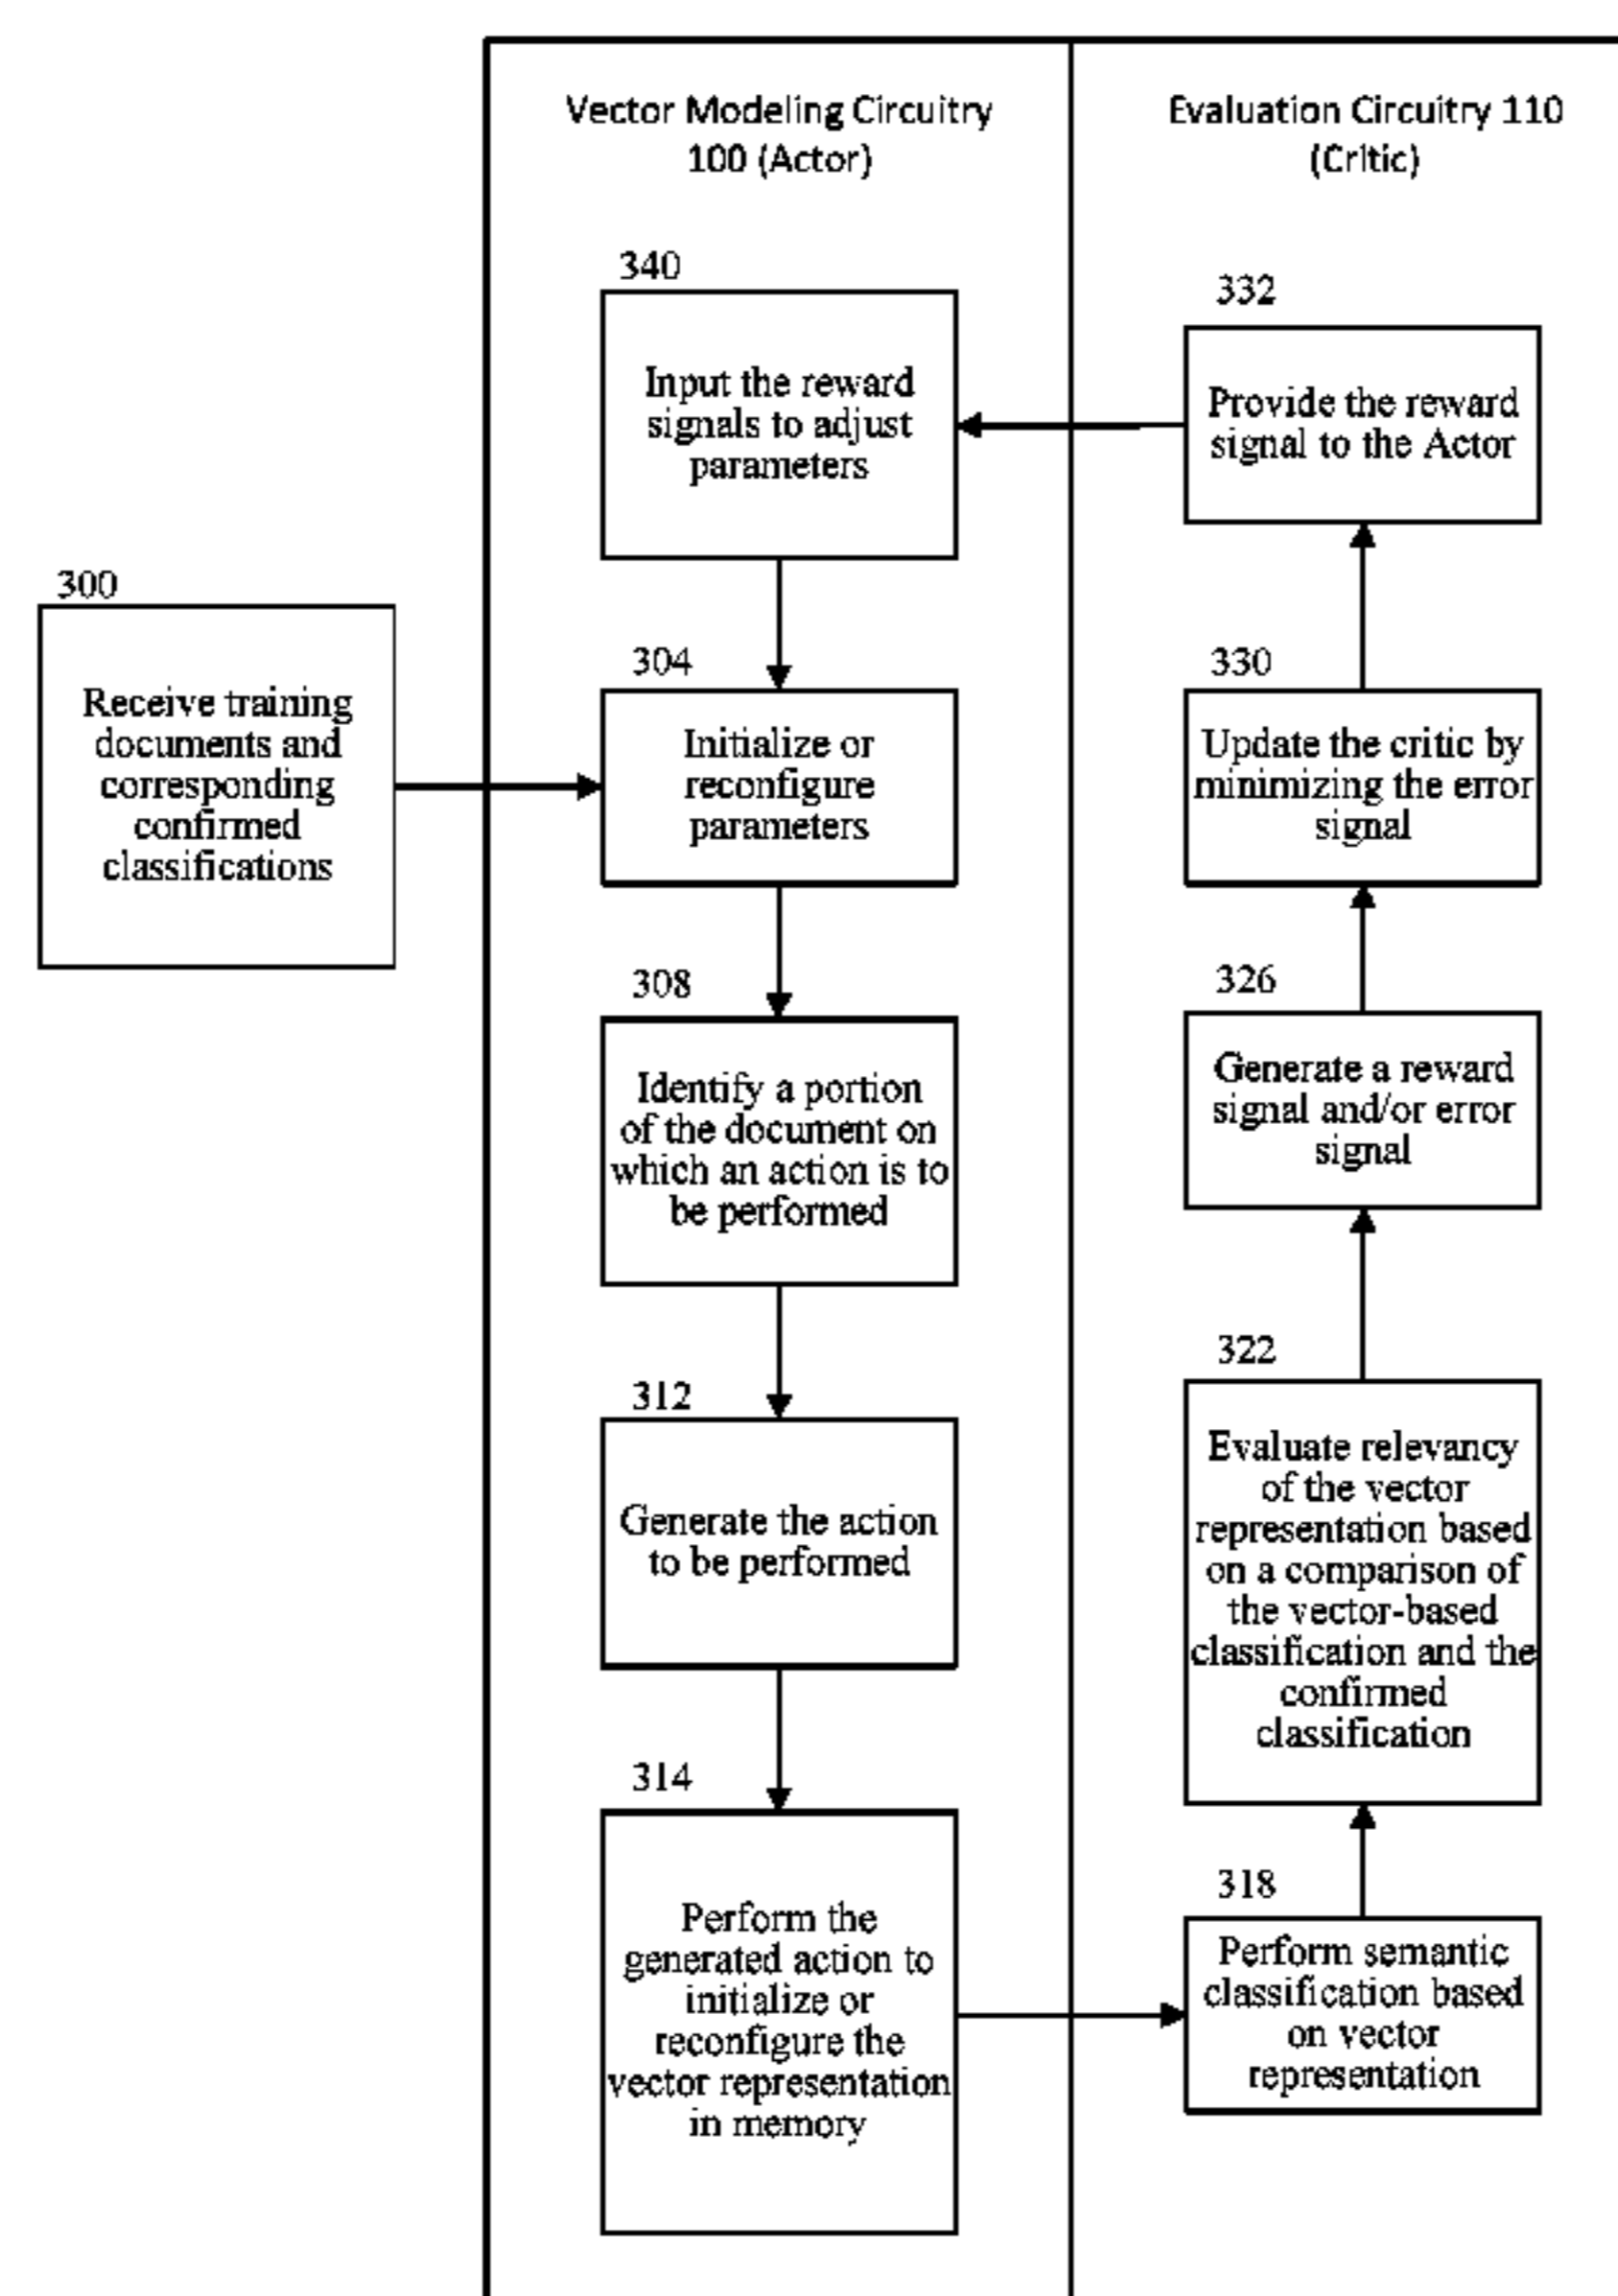 Vector Modeling Circuitry
100 (Actor)
Evaluation Circuitry 110
(Critic)
300
Receive training
documents and
corresponding
confirmed
classifications
340
Input the reward
signals to adjust
parameters
304
Initialize or
reconfigure
parameters
308
Identify a portion
of the document on
which an action is to
be performed
312
Generate the action
to be performed
314
Perform the
generated action to
initialize or
reconfigure the
vector representation
in memory
318
Perform semantic
classification based
on vector
representation
322
Evaluate relevancy
of the vector
representation based
on a comparison of
the vector-based
classification and the
confirmed
classification
326
Generate a reward
signal and/or error
signal
330
Update the critic by
minimizing the error
signal
332
Provide the reward
signal to the Actor